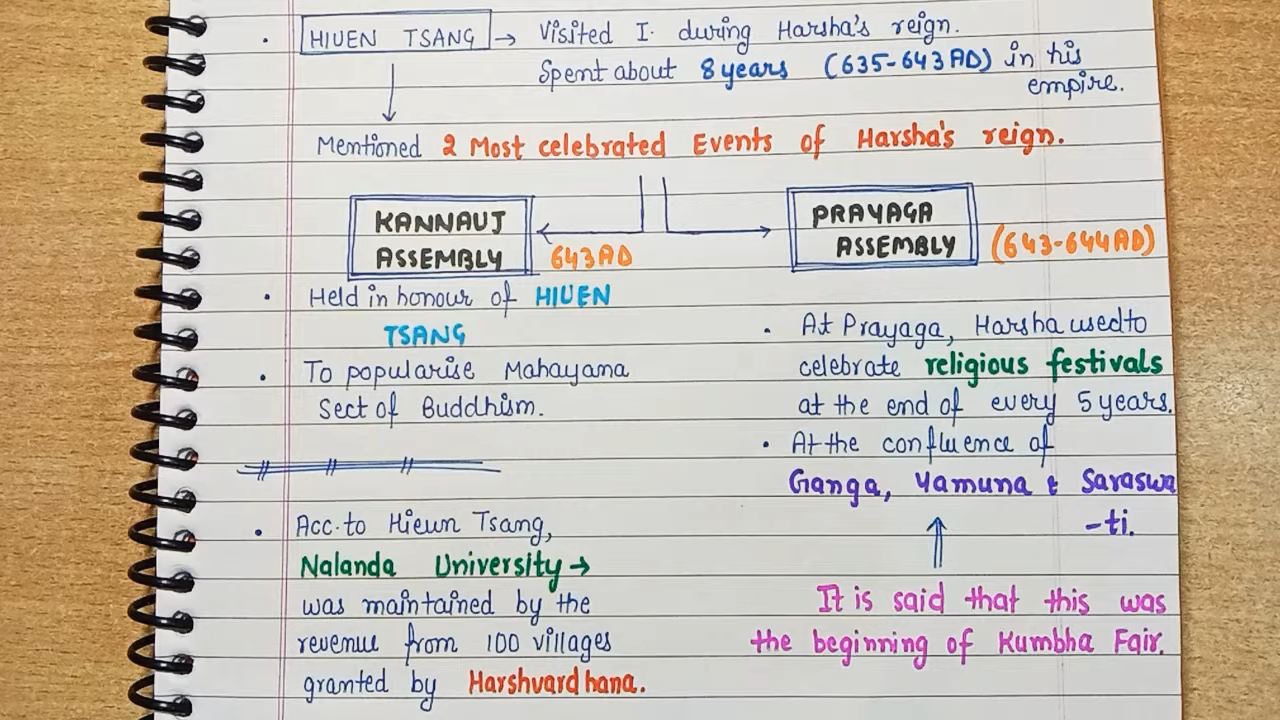 • HIUEN TSANG → Visited I. during Harsha's reign.
Spent about 8 years (635-643AD) in his
empire.
Mentioned 2 Most celebrated Events of Harsha's reign.
KANNAUJ
ASSEMBLY 643AD
• Held in honour of HIUEN
TSANG
• To popularise Mahayana
Sect of Buddhism.
PRAYAGA
ASSEMBLY (643-644AD)
• At Prayaga, Harsha used to
celebrate religious festivals
at the end of every 5 years.
• At the confluence of
Ganga, Yamuna & Saraswa
-ti.
It is said that this was
the beginning of Kumbha Fair.
• Acc. to Hieun Tsang,
Nalanda University →
was maintained by the
revenue from 100 villages
granted by Harshvardhana.